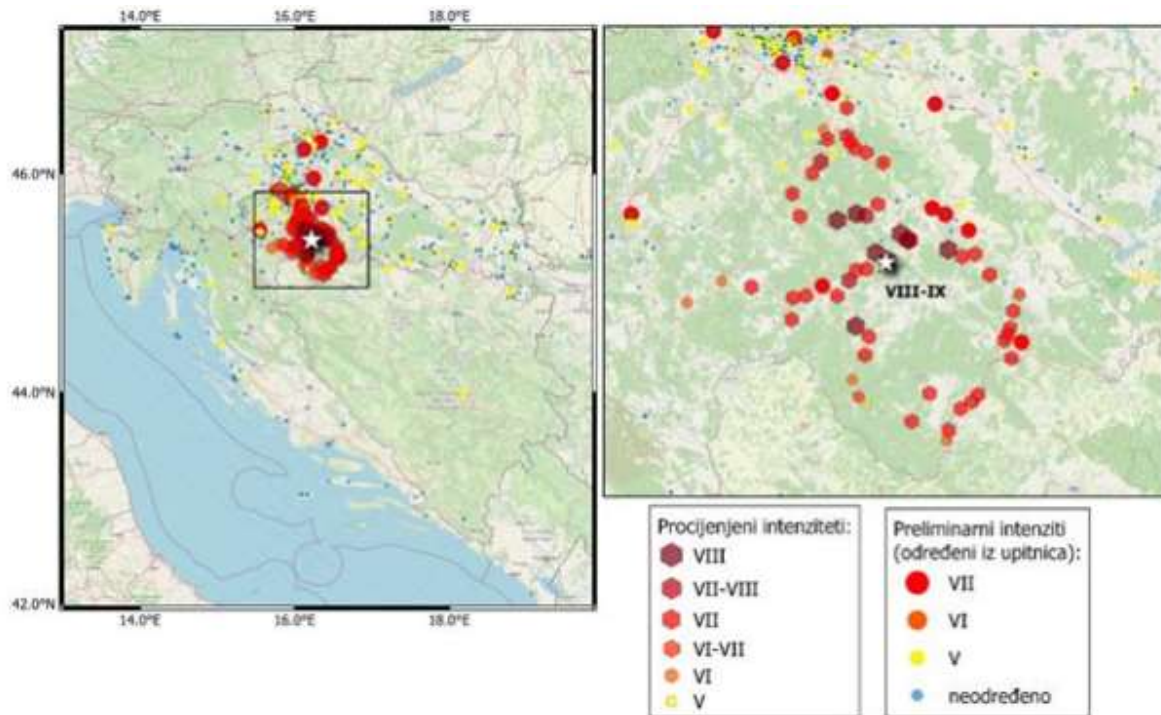 14.0°E 16.0°E 18.0°E
46.0°N
44.0°N
42.0°N
14.0°E 16.0°E 18.0°E
VIII-IX
Procijenjeni intenziteti:
VIII
VII-VIII
VII
VI-VII
VI
V
Preliminarni intenziti
(određeni iz upitnica):
VII
VI
V
neodređeno